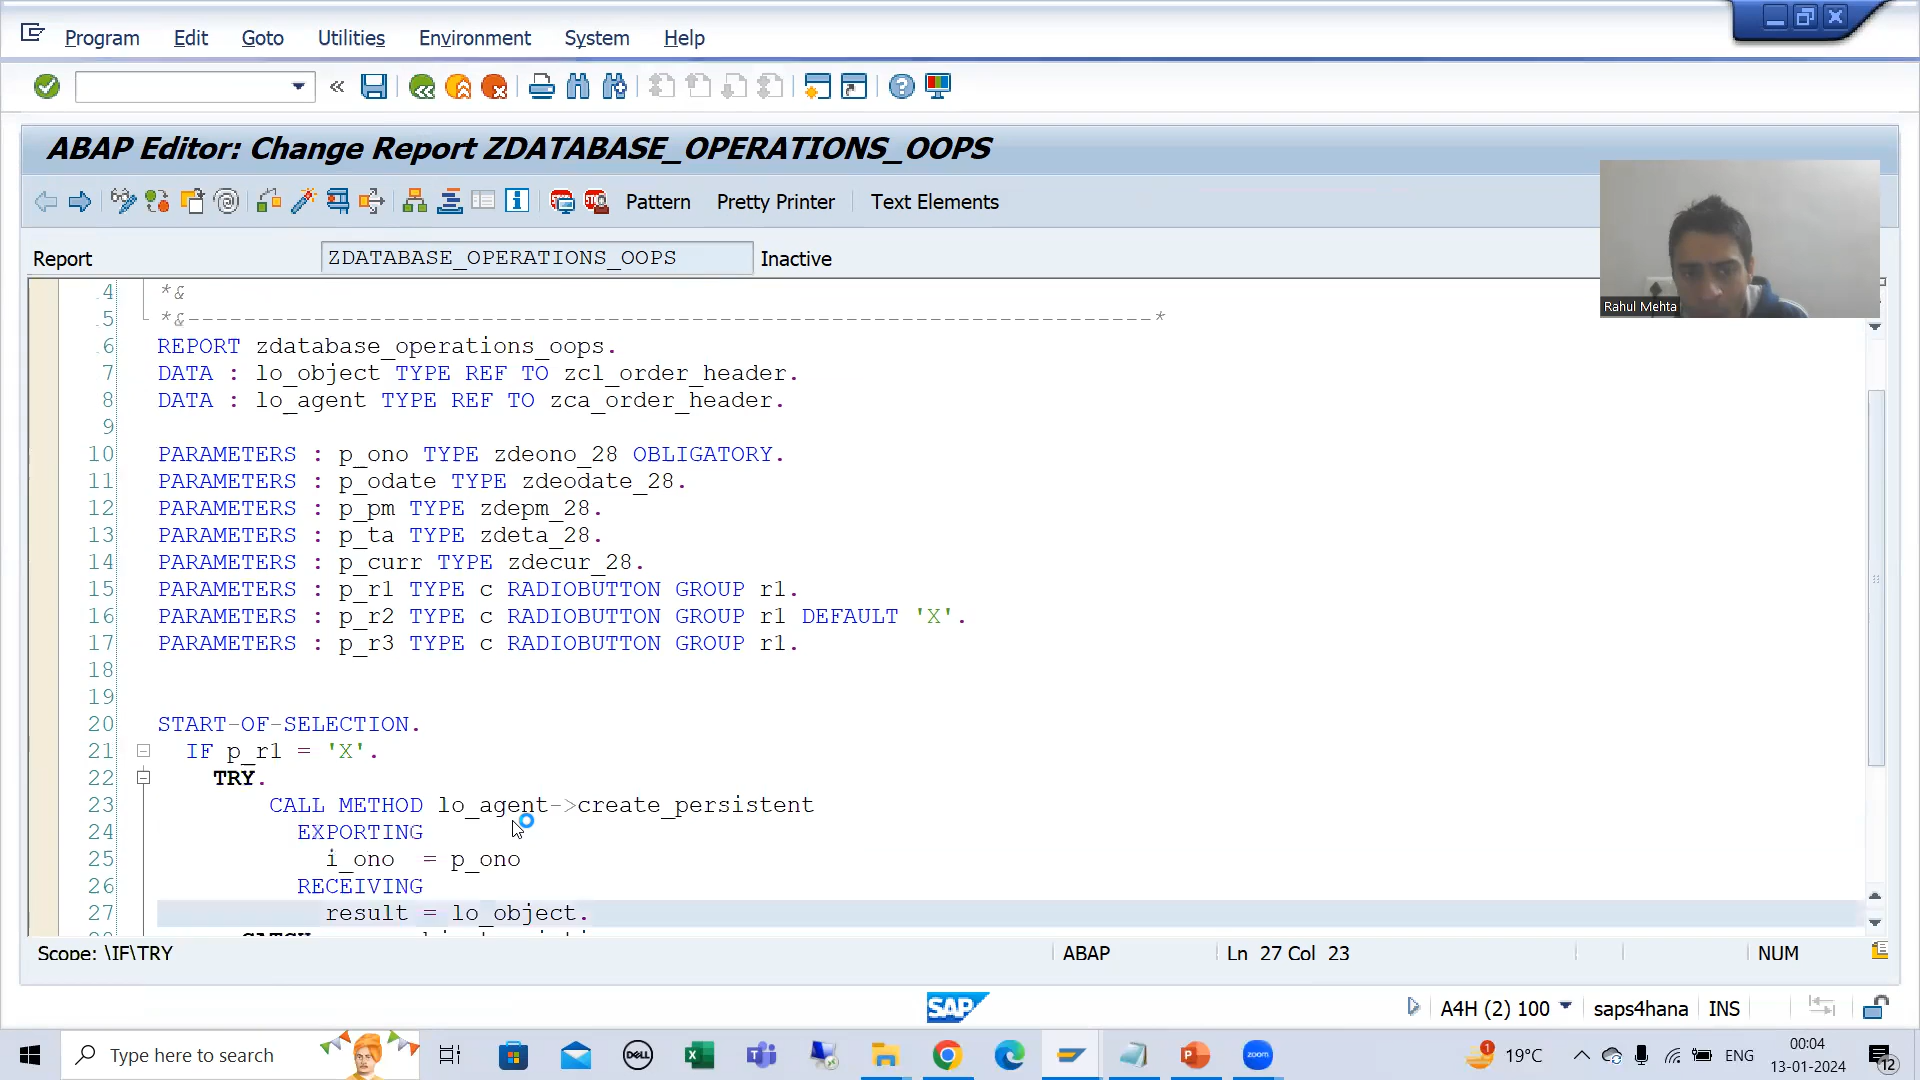 Program Edit Goto Utilities Environment System Help
ABAP Editor: Change Report ZDATABASE_OPERATIONS_OOPS
Pattern Pretty Printer Text Elements
Report ZDATABASE_OPERATIONS_OOPS Inactive
Rahul Mehta
4 *&
5 *&---------------------------------------------------------------------*
6 REPORT zdatabase_operations_oops.
7 DATA : lo_object TYPE REF TO zcl_order_header.
8 DATA : lo_agent TYPE REF TO zca_order_header.
9
10 PARAMETERS : p_ono TYPE zdeono_28 OBLIGATORY.
11 PARAMETERS : p_odate TYPE zdeodate_28.
12 PARAMETERS : p_pm TYPE zdepm_28.
13 PARAMETERS : p_ta TYPE zdeta_28.
14 PARAMETERS : p_curr TYPE zdecur_28.
15 PARAMETERS : p_r1 TYPE c RADIOBUTTON GROUP r1.
16 PARAMETERS : p_r2 TYPE c RADIOBUTTON GROUP r1 DEFAULT 'X'.
17 PARAMETERS : p_r3 TYPE c RADIOBUTTON GROUP r1.
18
19
20 START-OF-SELECTION.
21 IF p_r1 = 'X'.
22 TRY.
23 CALL METHOD lo_agent->create_persistent
24 EXPORTING
25 i_ono = p_ono
26 RECEIVING
27 result = lo_object.
Scope: \IF\TRY ABAP Ln 27 Col 23 NUM
SAP A4H (2) 100 saps4hana INS
Type here to search DELL zoom 1 19°C ENG 00:04
13-01-2024 12